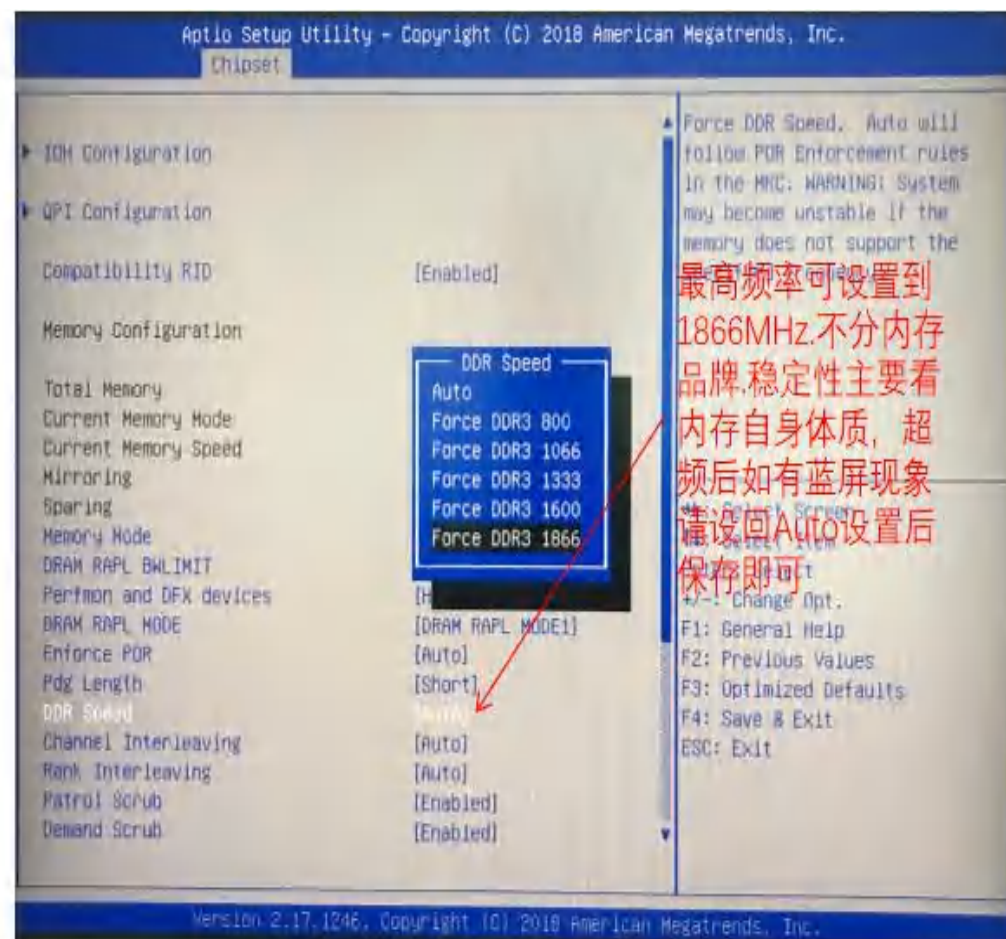 Aptio Setup Utility - Copyright (C) 2018 American Megatrends, Inc.
Chipset
IOH Configuration
QPI Configuration
Compatibility RID [Enabled]
Memory Configuration
Total Memory
Current Memory Mode
Current Memory Speed
Mirroring
Sparing
Memory Mode
DRAM RAPL BWLIMIT
Perfmon and DFX devices [H
DRAM RAPL MODE [DRAM RAPL MODE1]
Enforce POR [Auto]
Pdg Length [Short]
DDR Speed [Auto]
Channel Interleaving [Auto]
Rank Interleaving [Auto]
Patrol Scrub [Enabled]
Demand Scrub [Enabled]
DDR Speed
Auto
Force DDR3 800
Force DDR3 1066
Force DDR3 1333
Force DDR3 1600
Force DDR3 1866
Force DDR Speed. Auto will
follow POR Enforcement rules
in the MRC: WARNING: System
may become unstable if the
memory does not support the
最高频率可设置到
1866MHz.不分内存
品牌,稳定性主要看
内存自身体质，超
频后如有蓝屏现象
请设回Auto设置后
保存即可
Select Screen
Select Item
Select
+/-: Change Opt.
F1: General Help
F2: Previous Values
F3: Optimized Defaults
F4: Save & Exit
ESC: Exit
Version 2.17.1246. Copyright (C) 2018 American Megatrends, Inc.